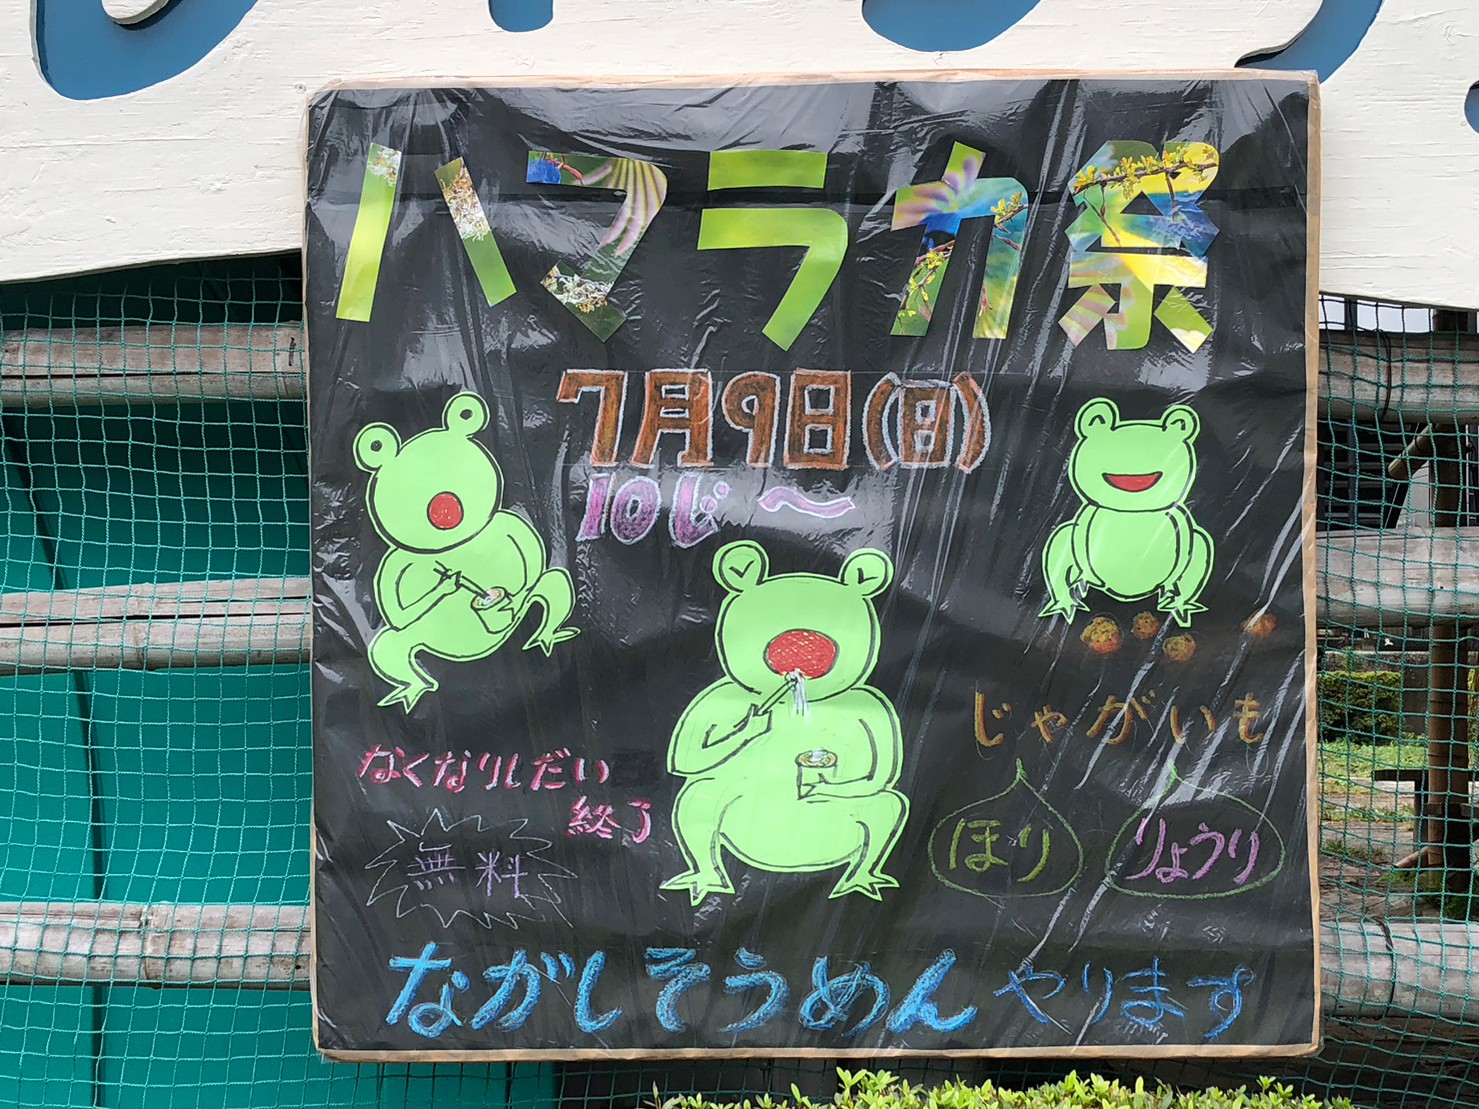 ハマラカ祭
7月9日(日)
10じ〜
じゃがいも
ほり
りょうり
なくなりしだい
終了
無料
ながしそうめんやります